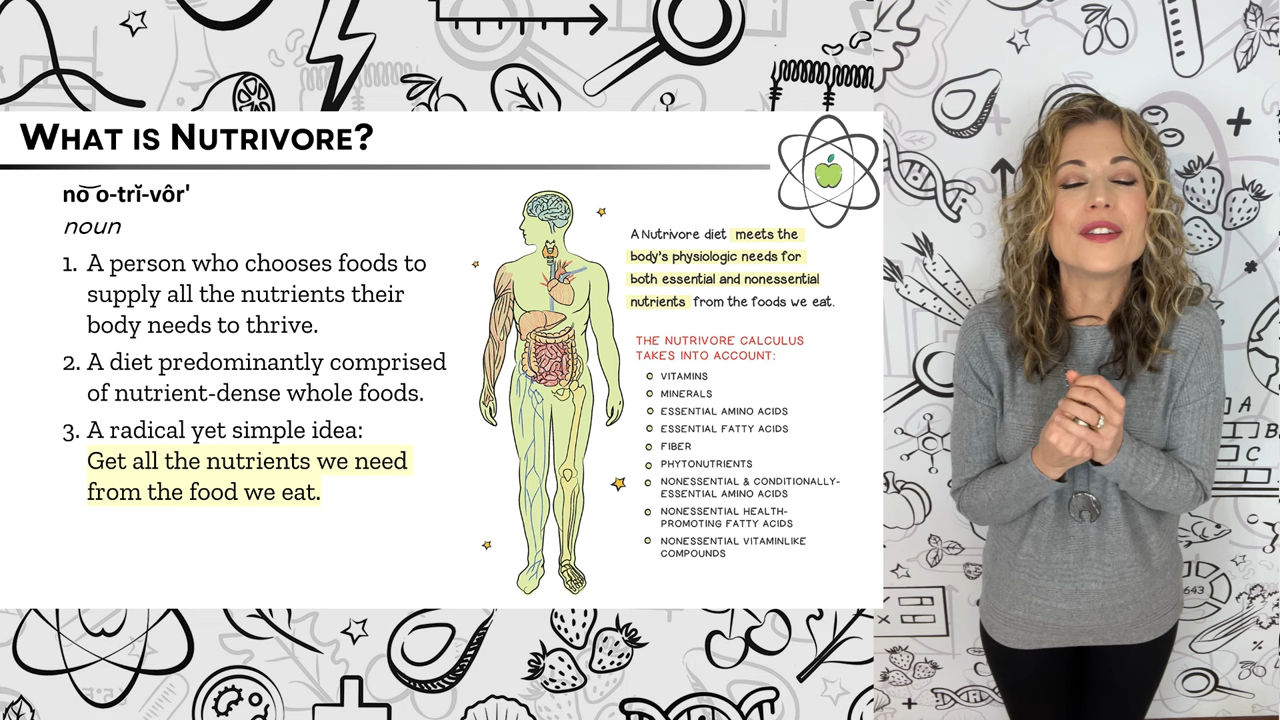 WHAT IS NUTRIVORE?
no͞o-trĭ-vôr'
noun
1. A person who chooses foods to
supply all the nutrients their
body needs to thrive.
2. A diet predominantly comprised
of nutrient-dense whole foods.
3. A radical yet simple idea:
Get all the nutrients we need
from the food we eat.
A Nutrivore diet meets the
body's physiologic needs for
both essential and nonessential
nutrients from the foods we eat.
THE NUTRIVORE CALCULUS
TAKES INTO ACCOUNT:
VITAMINS
MINERALS
ESSENTIAL AMINO ACIDS
ESSENTIAL FATTY ACIDS
FIBER
PHYTONUTRIENTS
NONESSENTIAL & CONDITIONALLY-
ESSENTIAL AMINO ACIDS
NONESSENTIAL HEALTH-
PROMOTING FATTY ACIDS
NONESSENTIAL VITAMINLIKE
COMPOUNDS
A
B
C
643